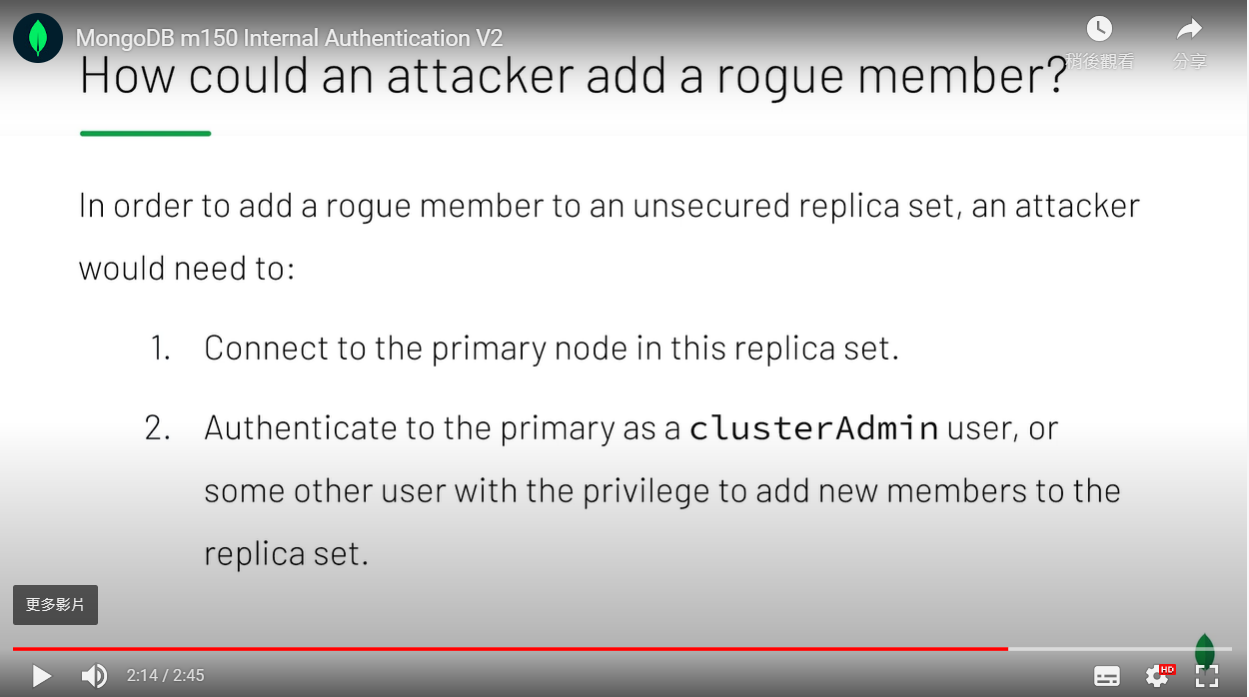 MongoDB m150 Internal Authentication V2
稍後觀看
分享
How could an attacker add a rogue member?
In order to add a rogue member to an unsecured replica set, an attacker
would need to:
1. Connect to the primary node in this replica set.
2. Authenticate to the primary as a clusterAdmin user, or
some other user with the privilege to add new members to the
replica set.
更多影片
2:14 / 2:45
HD